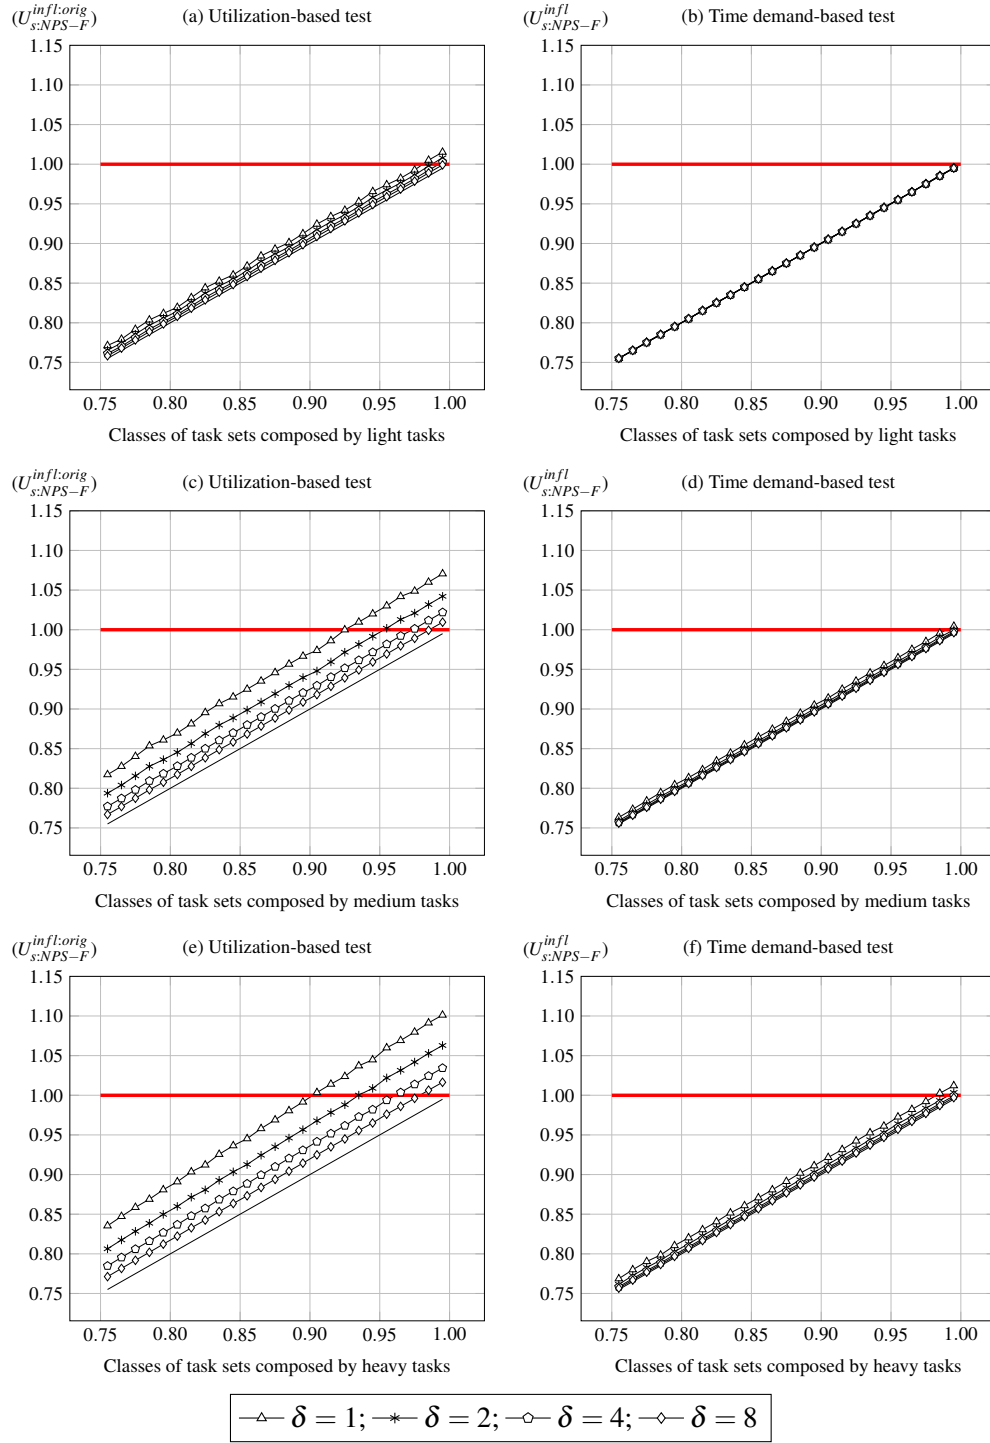 (U_{s:NPS−F}^{infl:orig}) (a) Utilization-based test
1.15
1.10
1.05
1.00
0.95
0.90
0.85
0.80
0.75
0.75 0.80 0.85 0.90 0.95 1.00
Classes of task sets composed by light tasks
(U_{s:NPS−F}^{infl}) (b) Time demand-based test
1.15
1.10
1.05
1.00
0.95
0.90
0.85
0.80
0.75
0.75 0.80 0.85 0.90 0.95 1.00
Classes of task sets composed by light tasks
(U_{s:NPS−F}^{infl:orig}) (c) Utilization-based test
1.15
1.10
1.05
1.00
0.95
0.90
0.85
0.80
0.75
0.75 0.80 0.85 0.90 0.95 1.00
Classes of task sets composed by medium tasks
(U_{s:NPS−F}^{infl}) (d) Time demand-based test
1.15
1.10
1.05
1.00
0.95
0.90
0.85
0.80
0.75
0.75 0.80 0.85 0.90 0.95 1.00
Classes of task sets composed by medium tasks
(U_{s:NPS−F}^{infl:orig}) (e) Utilization-based test
1.15
1.10
1.05
1.00
0.95
0.90
0.85
0.80
0.75
0.75 0.80 0.85 0.90 0.95 1.00
Classes of task sets composed by heavy tasks
(U_{s:NPS−F}^{infl}) (f) Time demand-based test
1.15
1.10
1.05
1.00
0.95
0.90
0.85
0.80
0.75
0.75 0.80 0.85 0.90 0.95 1.00
Classes of task sets composed by heavy tasks
δ = 1; δ = 2; δ = 4; δ = 8